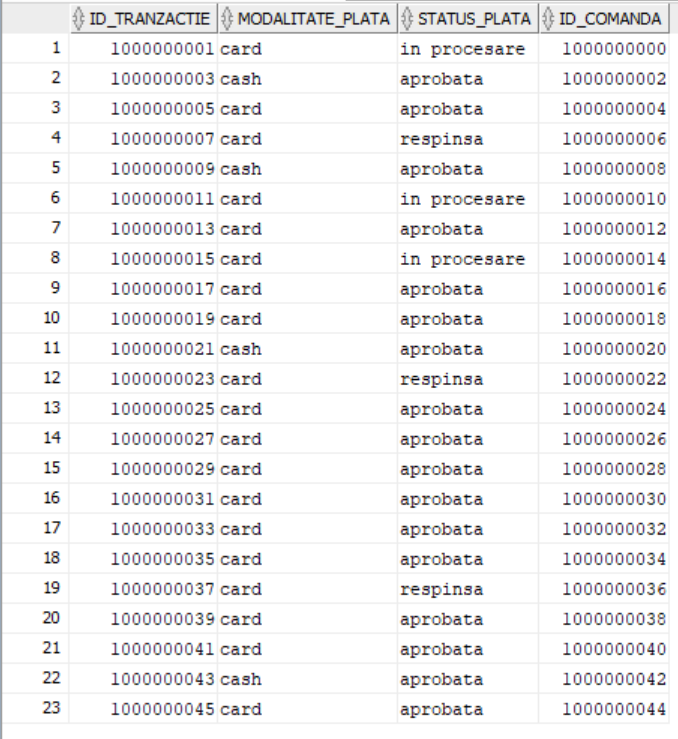 ID_TRANZACTIE MODALITATE_PLATA STATUS_PLATA ID_COMANDA
1 1000000001 card in procesare 1000000000
2 1000000003 cash aprobata 1000000002
3 1000000005 card aprobata 1000000004
4 1000000007 card respinsa 1000000006
5 1000000009 cash aprobata 1000000008
6 1000000011 card in procesare 1000000010
7 1000000013 card aprobata 1000000012
8 1000000015 card in procesare 1000000014
9 1000000017 card aprobata 1000000016
10 1000000019 card aprobata 1000000018
11 1000000021 cash aprobata 1000000020
12 1000000023 card respinsa 1000000022
13 1000000025 card aprobata 1000000024
14 1000000027 card aprobata 1000000026
15 1000000029 card aprobata 1000000028
16 1000000031 card aprobata 1000000030
17 1000000033 card aprobata 1000000032
18 1000000035 card aprobata 1000000034
19 1000000037 card respinsa 1000000036
20 1000000039 card aprobata 1000000038
21 1000000041 card aprobata 1000000040
22 1000000043 cash aprobata 1000000042
23 1000000045 card aprobata 1000000044